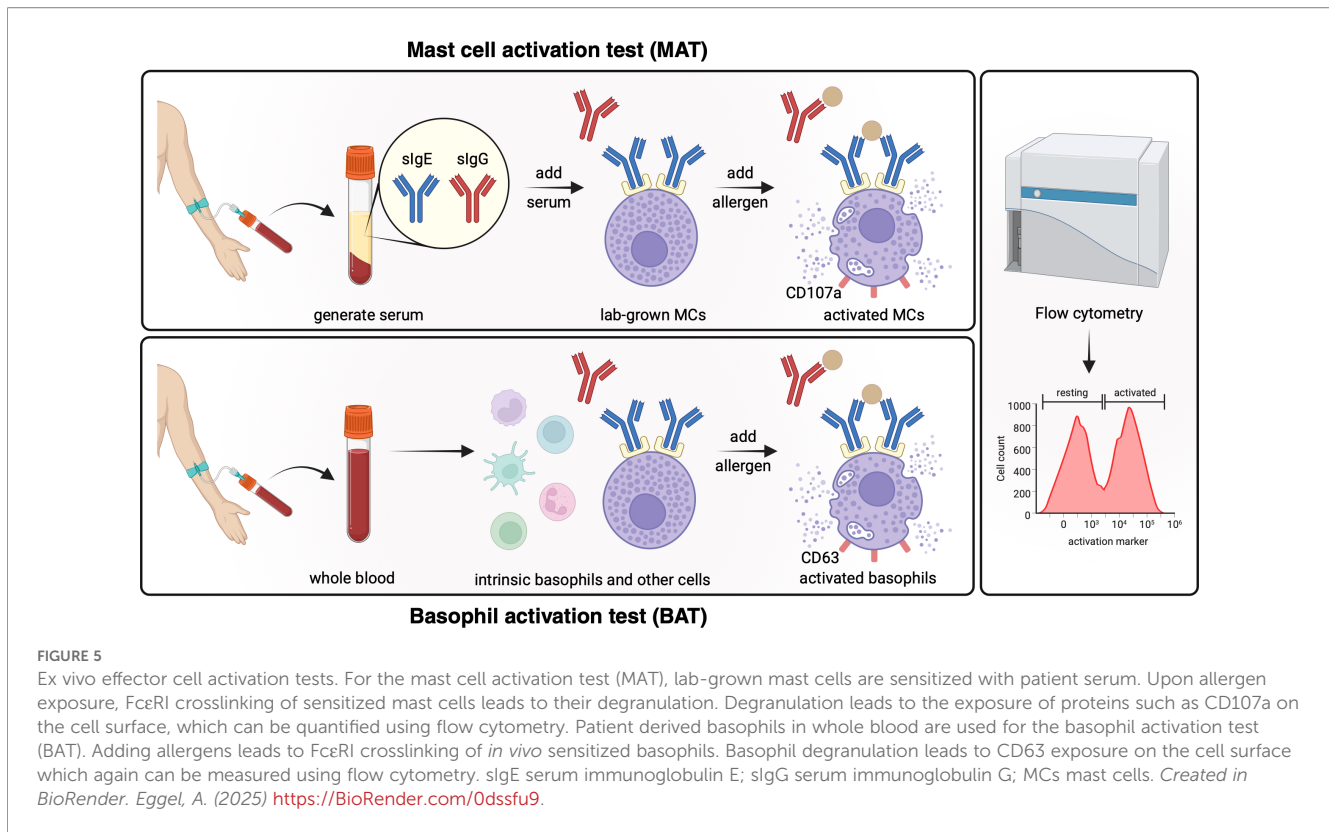 Mast cell activation test (MAT)
sIgE sIgG
add
serum
add
allergen
CD107a
generate serum
lab-grown MCs
activated MCs
add
allergen
CD63
whole blood
intrinsic basophils and other cells
activated basophils
Basophil activation test (BAT)
Flow cytometry
resting activated
1000
800
600
400
200
0
Cell count
0 10³ 10⁴ 10⁵ 10⁶
activation marker
FIGURE 5
Ex vivo effector cell activation tests. For the mast cell activation test (MAT), lab-grown mast cells are sensitized with patient serum. Upon allergen
exposure, FcεRI crosslinking of sensitized mast cells leads to their degranulation. Degranulation leads to the exposure of proteins such as CD107a on
the cell surface, which can be quantified using flow cytometry. Patient derived basophils in whole blood are used for the basophil activation test
(BAT). Adding allergens leads to FcεRI crosslinking of in vivo sensitized basophils. Basophil degranulation leads to CD63 exposure on the cell surface
which again can be measured using flow cytometry. sIgE serum immunoglobulin E; sIgG serum immunoglobulin G; MCs mast cells. Created in
BioRender. Eggel, A. (2025) https://BioRender.com/0dssfu9.